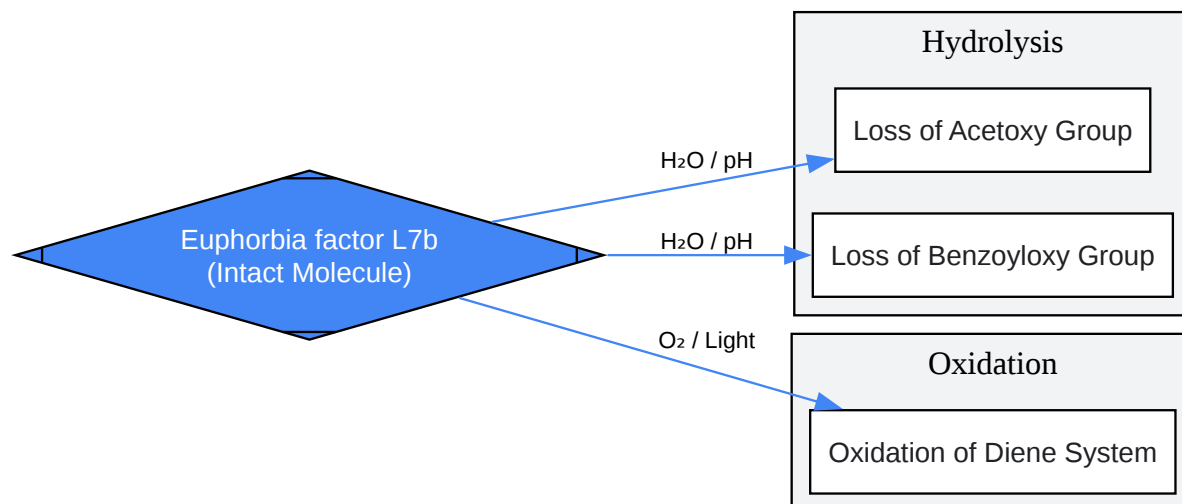 Hydrolysis
Loss of Acetoxy Group
H₂O / pH
Euphorbia factor L7b
(Intact Molecule)
H₂O / pH
Loss of Benzoyloxy Group
O₂ / Light
Oxidation
Oxidation of Diene System